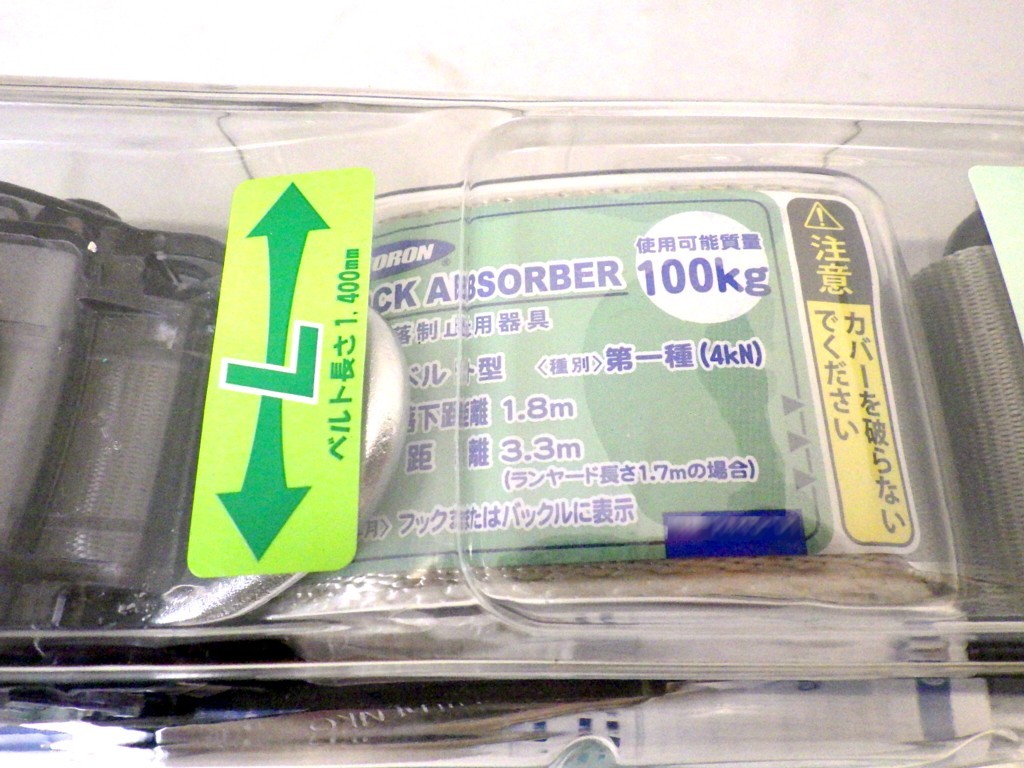 L
ベルト長さ1,400mm
DRON®
CK ABSORBER
使用可能質量
100kg
落制止用器具
ベルト型 〈種別〉第一種(4kN)
落下距離 1.8m
距離 3.3m
(ランヤード長さ1.7mの場合)
月〉フックまたはバックルに表示
注意
カバーを破らない
でください